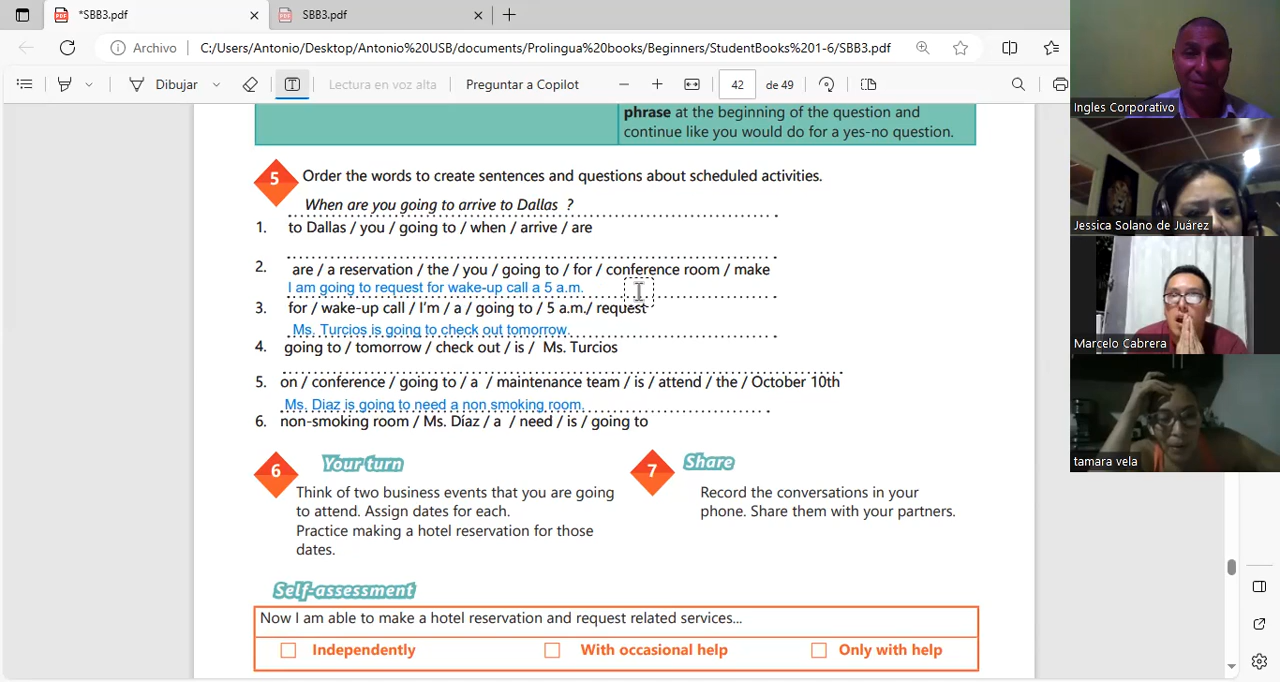 *SBB3.pdf
SBB3.pdf
Archivo
C:/Users/Antonio/Desktop/Antonio%20USB/documents/Prolingua%20books/Beginners/StudentBooks%201-6/SBB3.pdf
Dibujar
Lectura en voz alta
Preguntar a Copilot
42
de 49
phrase at the beginning of the question and
continue like you would do for a yes-no question.
5
Order the words to create sentences and questions about scheduled activities.
When are you going to arrive to Dallas ?
1. to Dallas / you / going to / when / arrive / are
2. are / a reservation / the / you / going to / for / conference room / make
I am going to request for wake-up call a 5 a.m.
3. for / wake-up call / I'm / a / going to / 5 a.m./ request
Ms. Turcios is going to check out tomorrow.
4. going to / tomorrow / check out / is / Ms. Turcios
5. on / conference / going to / a / maintenance team / is / attend / the / October 10th
Ms. Diaz is going to need a non smoking room.
6. non-smoking room / Ms. Díaz / a / need / is / going to
6
Your turn
Think of two business events that you are going
to attend. Assign dates for each.
Practice making a hotel reservation for those
dates.
7
Share
Record the conversations in your
phone. Share them with your partners.
Self-assessment
Now I am able to make a hotel reservation and request related services...
Independently
With occasional help
Only with help
Ingles Corporativo
Jessica Solano de Juárez
Marcelo Cabrera
tamara vela